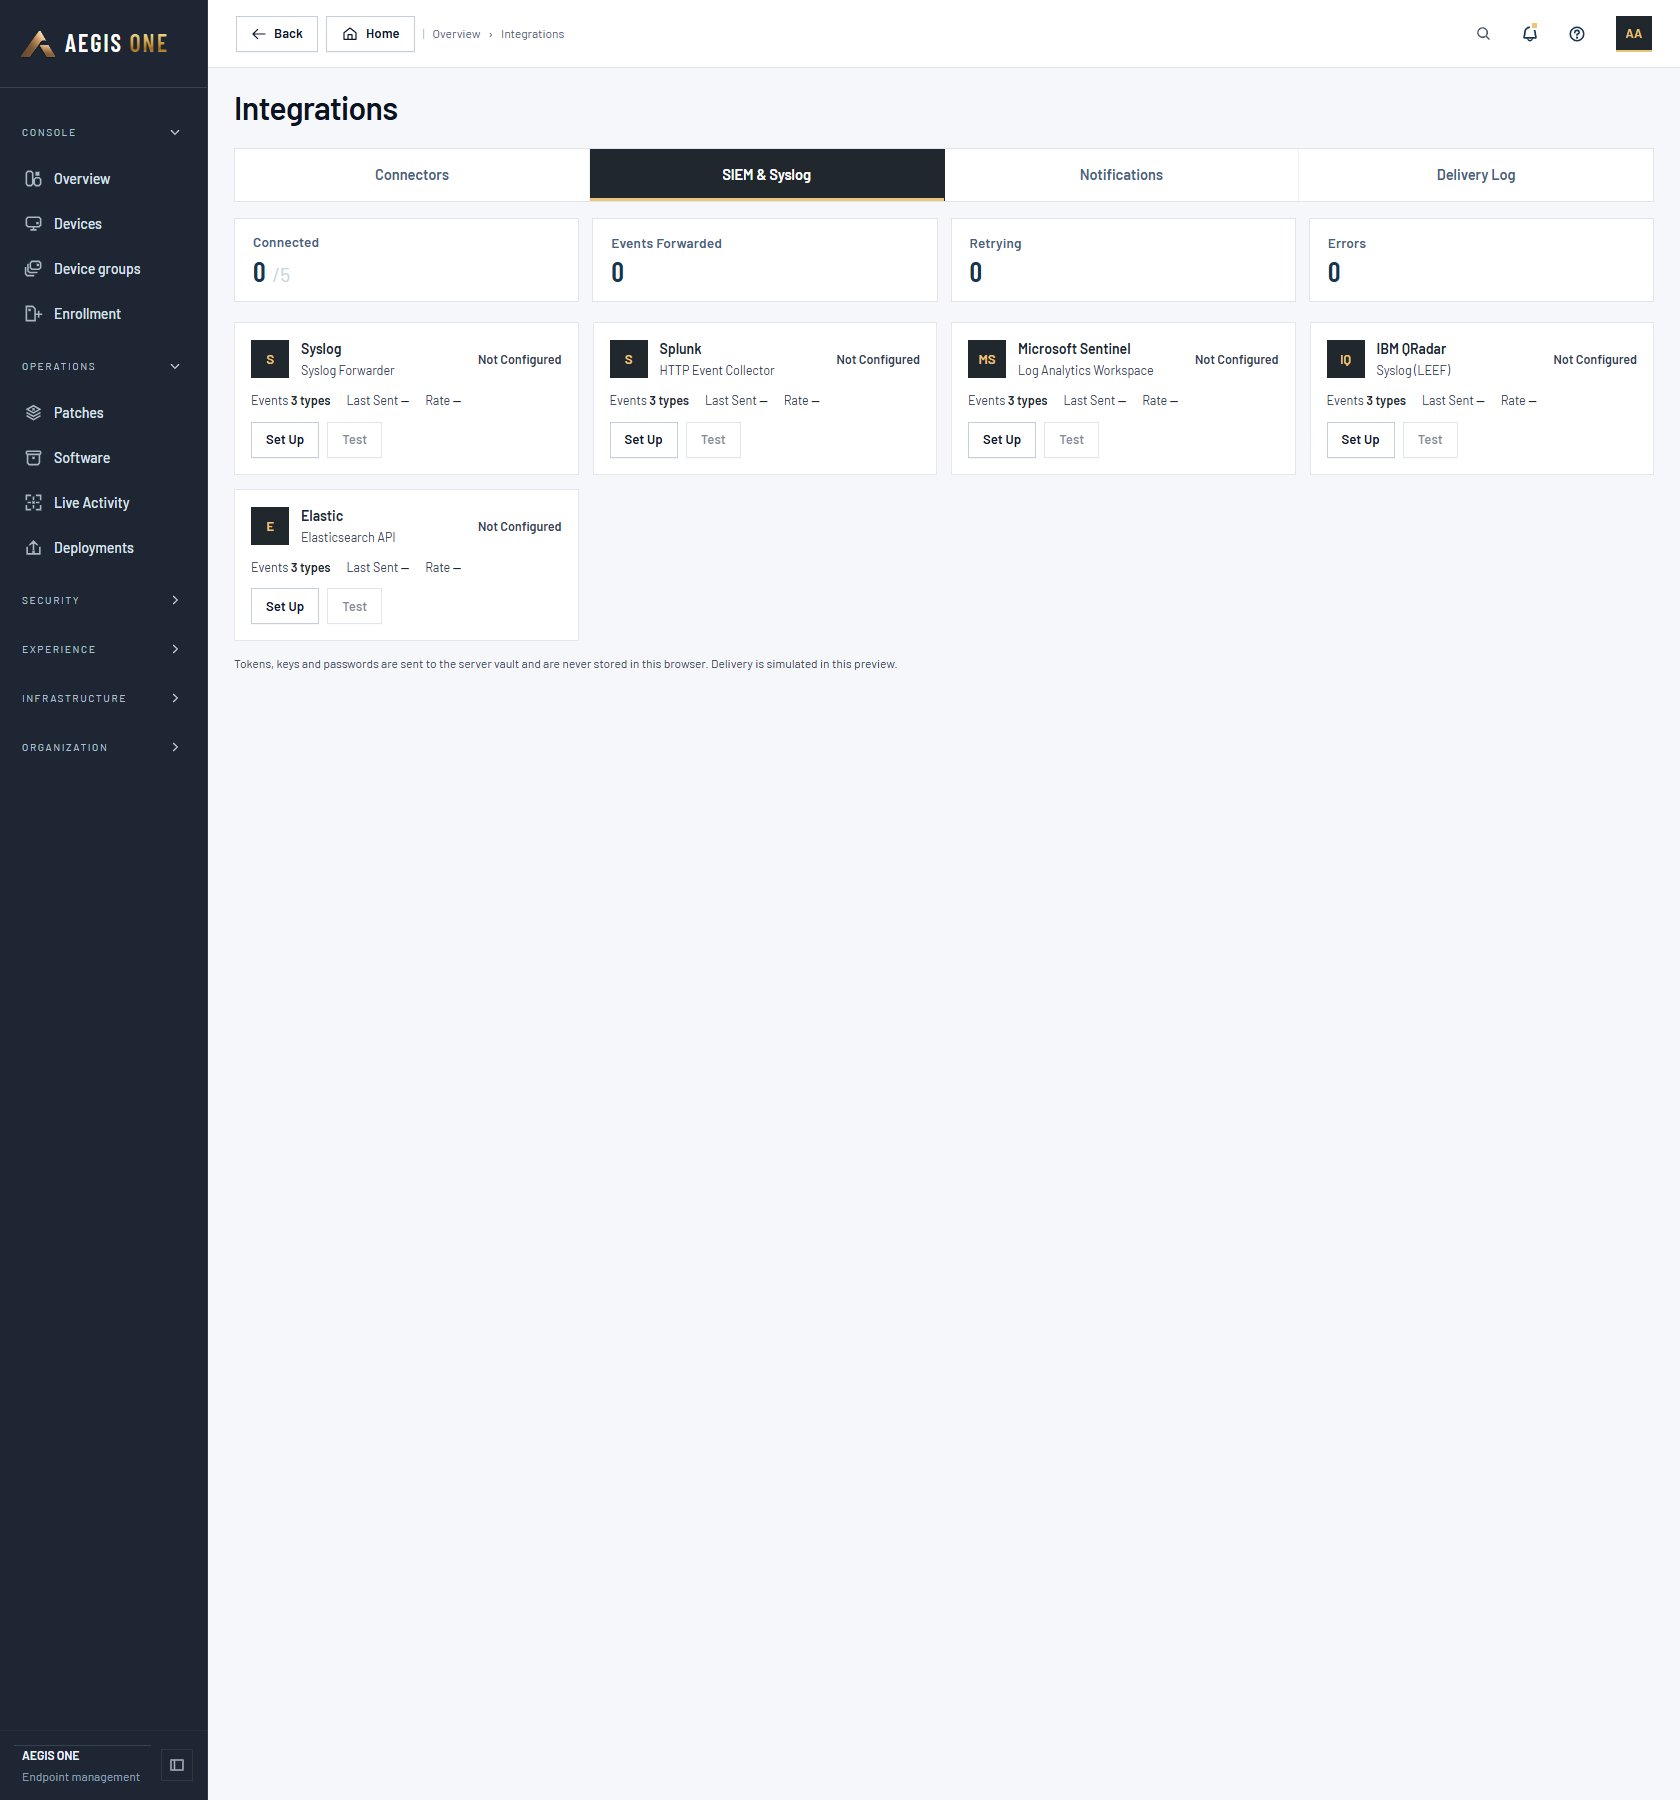 AEGIS ONE
Back
Home
Overview › Integrations
AA
CONSOLE
Overview
Devices
Device groups
Enrollment
OPERATIONS
Patches
Software
Live Activity
Deployments
SECURITY
EXPERIENCE
INFRASTRUCTURE
ORGANIZATION
AEGIS ONE
Endpoint management
Integrations
Connectors
SIEM & Syslog
Notifications
Delivery Log
Connected
0 /5
Events Forwarded
0
Retrying
0
Errors
0
S
Syslog
Syslog Forwarder
Not Configured
Events 3 types Last Sent — Rate —
Set Up
Test
S
Splunk
HTTP Event Collector
Not Configured
Events 3 types Last Sent — Rate —
Set Up
Test
MS
Microsoft Sentinel
Log Analytics Workspace
Not Configured
Events 3 types Last Sent — Rate —
Set Up
Test
IQ
IBM QRadar
Syslog (LEEF)
Not Configured
Events 3 types Last Sent — Rate —
Set Up
Test
E
Elastic
Elasticsearch API
Not Configured
Events 3 types Last Sent — Rate —
Set Up
Test
Tokens, keys and passwords are sent to the server vault and are never stored in this browser. Delivery is simulated in this preview.